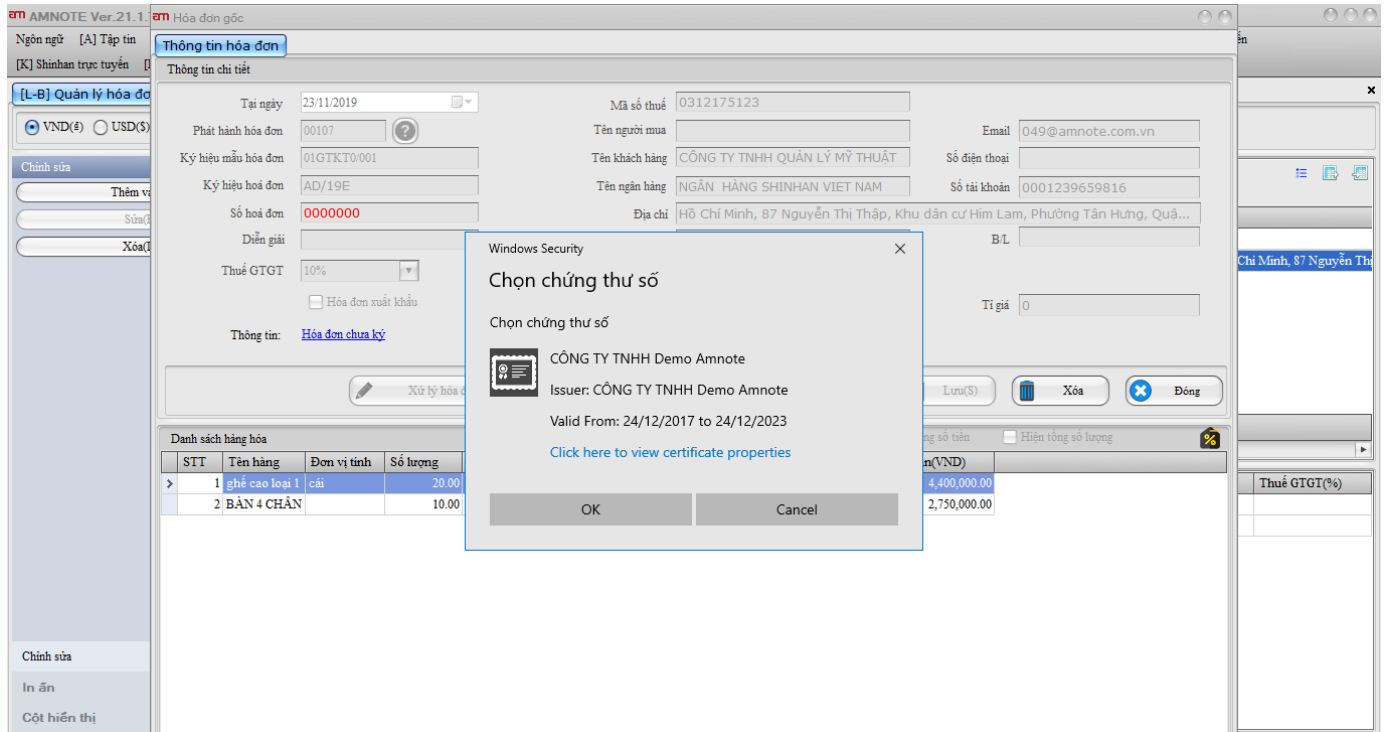 am AMNOTE Ver.21.1.
am Hóa đơn gốc
Ngôn ngữ [A] Tập tin
[K] Shinhan trực tuyến
Thông tin hóa đơn
Thông tin chi tiết
[L-B] Quản lý hóa đơ
VND(₫) USD($)
Chỉnh sửa
Thêm và
Sửa(
Xóa(
Tại ngày 23/11/2019
Mã số thuế 0312175123
Phát hành hóa đơn 00107 ?
Tên người mua
Email 049@amnote.com.vn
Ký hiệu mẫu hóa đơn 01GTKT0/001
Tên khách hàng CÔNG TY TNHH QUẢN LÝ MỸ THUẬT
Số điện thoại
Ký hiệu hoá đơn AD/19E
Tên ngân hàng NGÂN HÀNG SHINHAN VIET NAM
Số tài khoản 0001239659816
Số hoá đơn 0000000
Địa chỉ Hồ Chí Minh, 87 Nguyễn Thị Thập, Khu dân cư Him Lam, Phường Tân Hưng, Quậ...
Diễn giải
B/L
Thuế GTGT 10%
Hóa đơn xuất khẩu
Tỉ giá 0
Thông tin: Hóa đơn chưa ký
Chí Minh, 87 Nguyễn Thị
Windows Security
Chọn chứng thư số
Chọn chứng thư số
CÔNG TY TNHH Demo Amnote
Issuer: CÔNG TY TNHH Demo Amnote
Valid From: 24/12/2017 to 24/12/2023
Click here to view certificate properties
OK Cancel
Xử lý hóa đ
Lưu(S) Xóa Đóng
Danh sách hàng hóa
ng số tiền Hiện tổng số lượng %
STT Tên hàng Đơn vị tính Số lượng
n(VND)
Thuế GTGT(%)
1 ghế cao loại 1 cái 20.00 4,400,000.00
2 BÀN 4 CHÂN 10.00 2,750,000.00
Chỉnh sửa
In ấn
Cột hiển thị